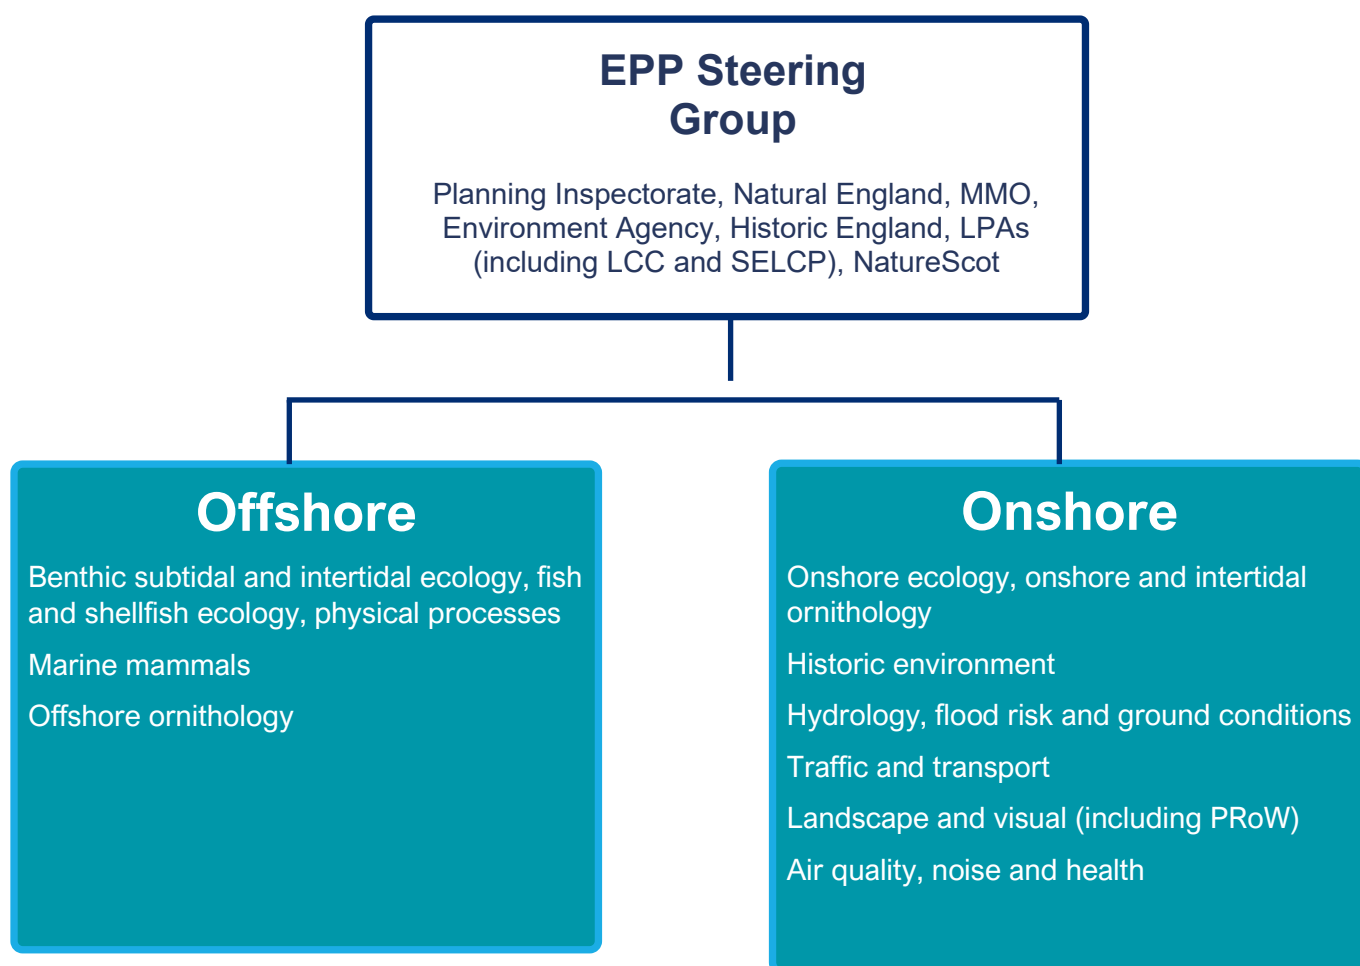 EPP Steering
Group
Planning Inspectorate, Natural England, MMO,
Environment Agency, Historic England, LPAs
(including LCC and SELCP), NatureScot
Offshore
Benthic subtidal and intertidal ecology, fish
and shellfish ecology, physical processes
Marine mammals
Offshore ornithology
Onshore
Onshore ecology, onshore and intertidal
ornithology
Historic environment
Hydrology, flood risk and ground conditions
Traffic and transport
Landscape and visual (including PRoW)
Air quality, noise and health